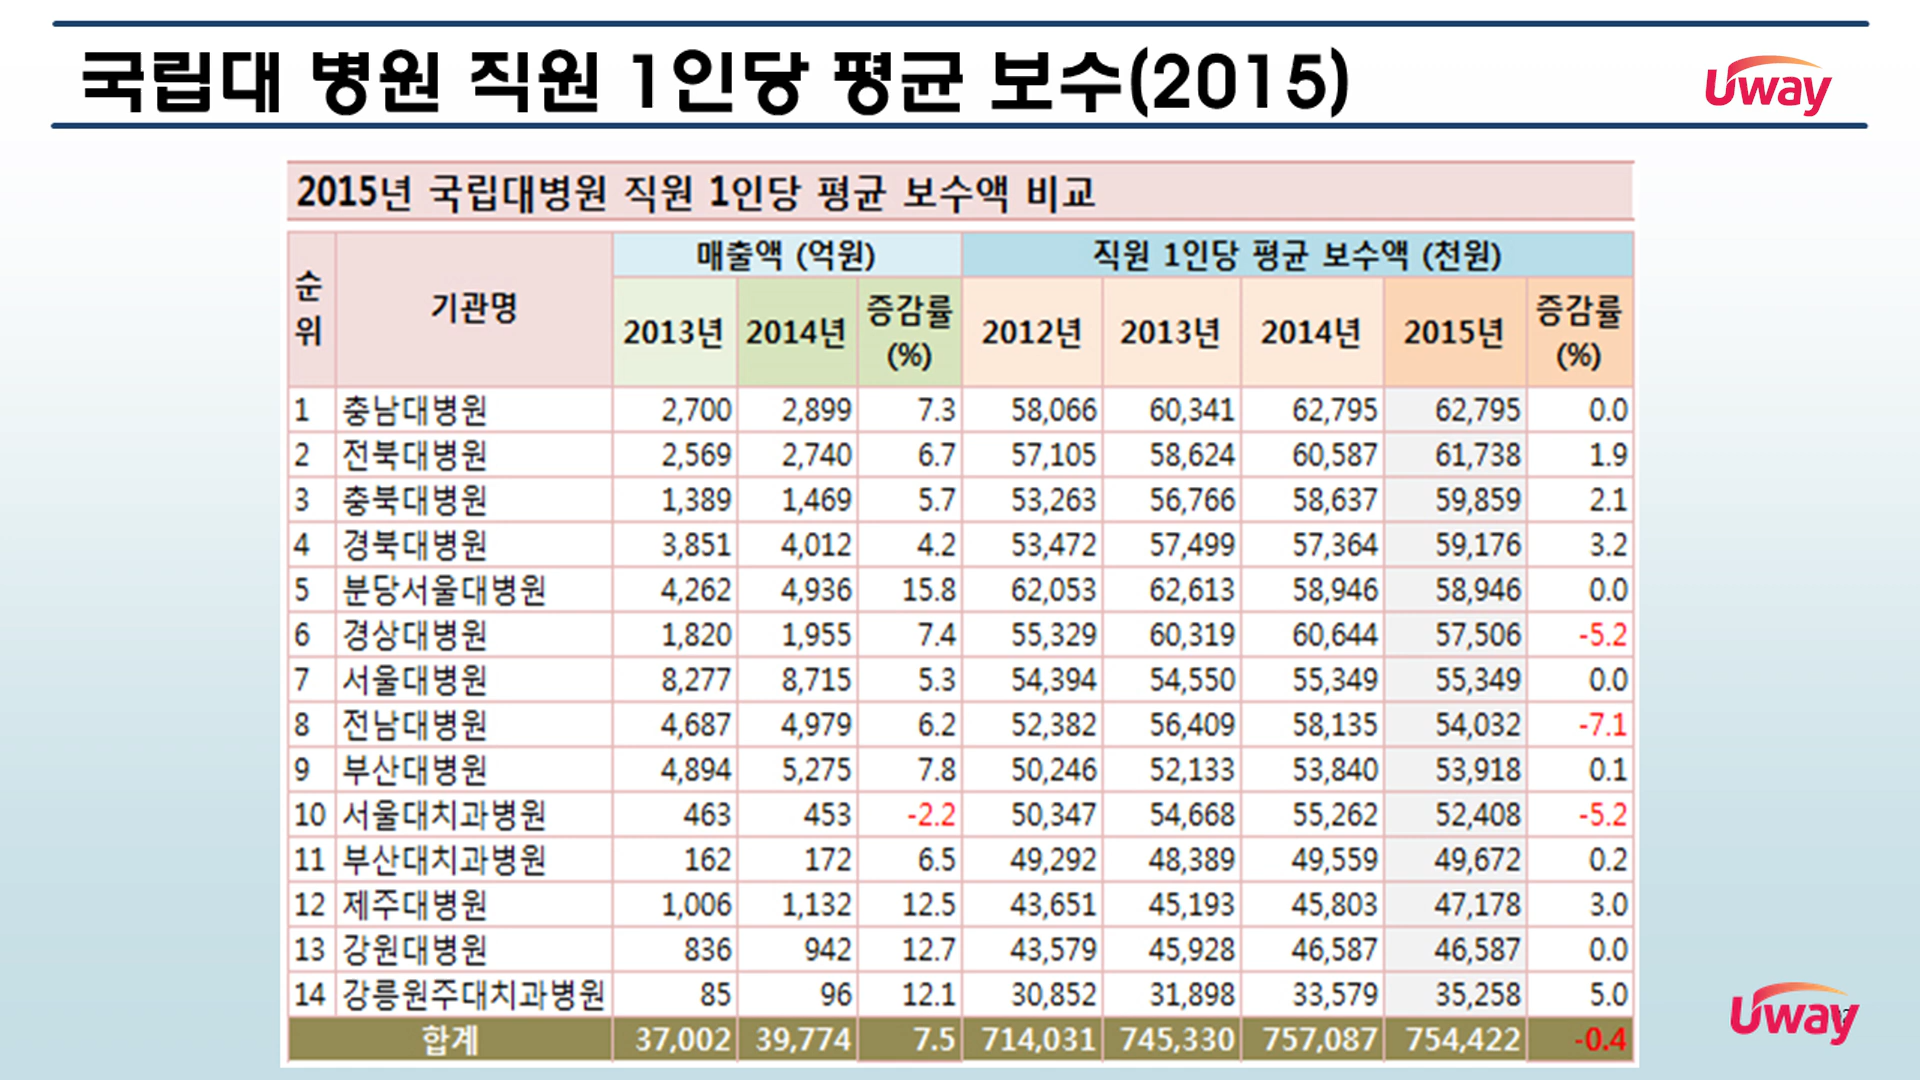 국립대 병원 직원 1인당 평균 보수(2015)
Uway
2015년 국립대병원 직원 1인당 평균 보수액 비교
순위 기관명 매출액 (억원) 직원 1인당 평균 보수액 (천원)
2013년 2014년 증감률 (%) 2012년 2013년 2014년 2015년 증감률 (%)
1 충남대병원 2,700 2,899 7.3 58,066 60,341 62,795 62,795 0.0
2 전북대병원 2,569 2,740 6.7 57,105 58,624 60,587 61,738 1.9
3 충북대병원 1,389 1,469 5.7 53,263 56,766 58,637 59,859 2.1
4 경북대병원 3,851 4,012 4.2 53,472 57,499 57,364 59,176 3.2
5 분당서울대병원 4,262 4,936 15.8 62,053 62,613 58,946 58,946 0.0
6 경상대병원 1,820 1,955 7.4 55,329 60,319 60,644 57,506 -5.2
7 서울대병원 8,277 8,715 5.3 54,394 54,550 55,349 55,349 0.0
8 전남대병원 4,687 4,979 6.2 52,382 56,409 58,135 54,032 -7.1
9 부산대병원 4,894 5,275 7.8 50,246 52,133 53,840 53,918 0.1
10 서울대치과병원 463 453 -2.2 50,347 54,668 55,262 52,408 -5.2
11 부산대치과병원 162 172 6.5 49,292 48,389 49,559 49,672 0.2
12 제주대병원 1,006 1,132 12.5 43,651 45,193 45,803 47,178 3.0
13 강원대병원 836 942 12.7 43,579 45,928 46,587 46,587 0.0
14 강릉원주대치과병원 85 96 12.1 30,852 31,898 33,579 35,258 5.0
합계 37,002 39,774 7.5 714,031 745,330 757,087 754,422 -0.4
Uway